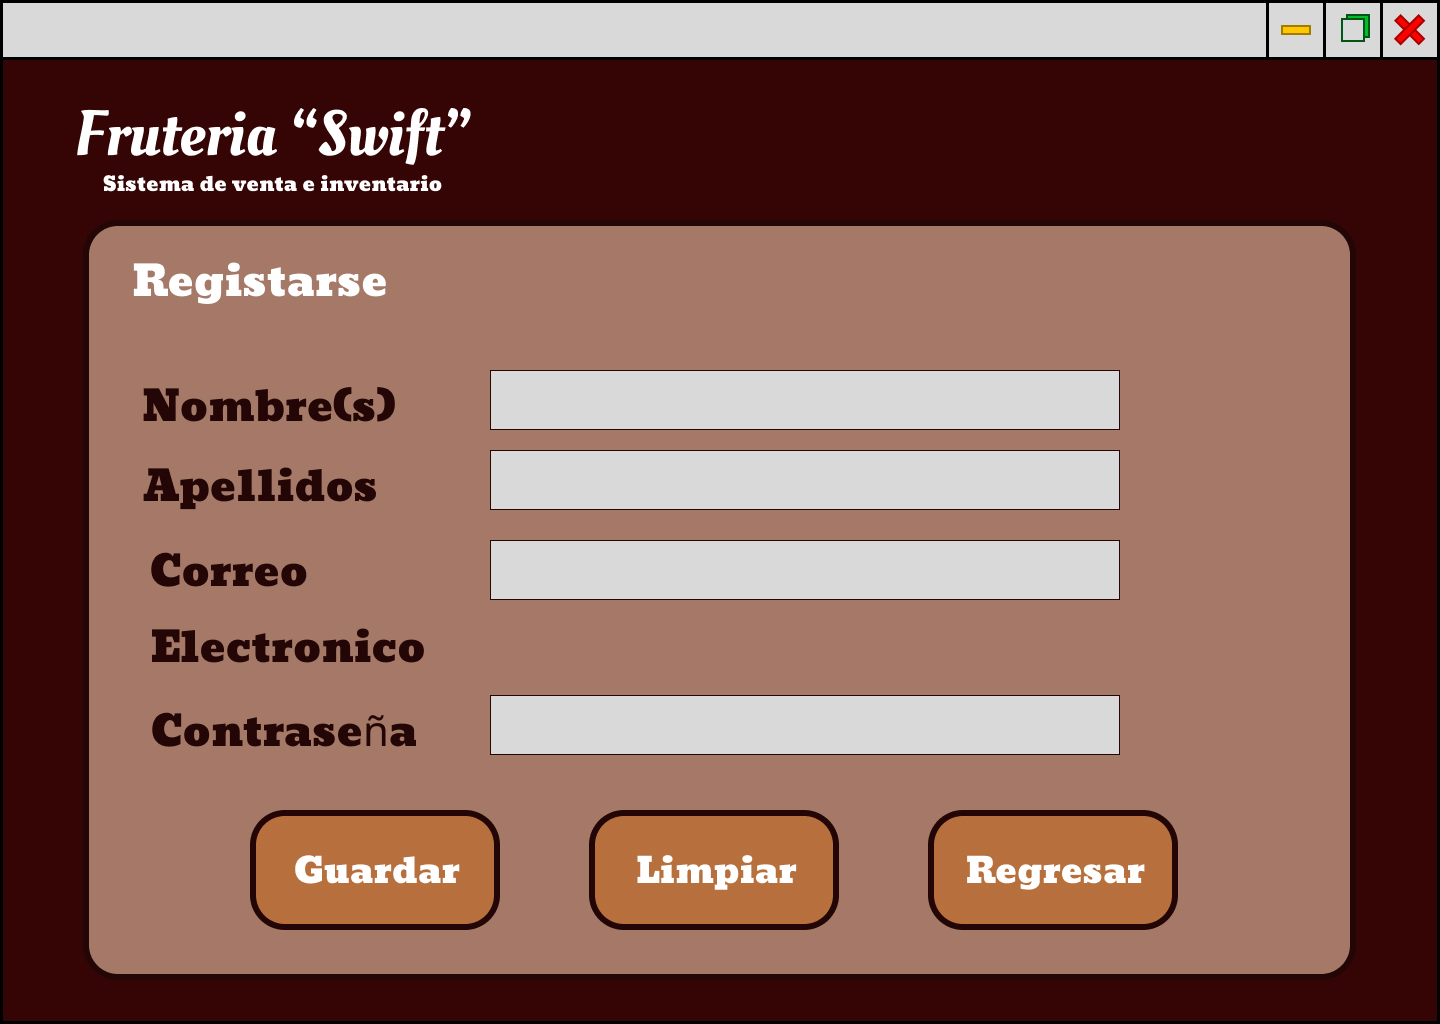 Fruteria “Swift”
Sistema de venta e inventario
Registarse
Nombre(s)
Apellidos
Correo
Electronico
Contraseña
Guardar Limpiar Regresar